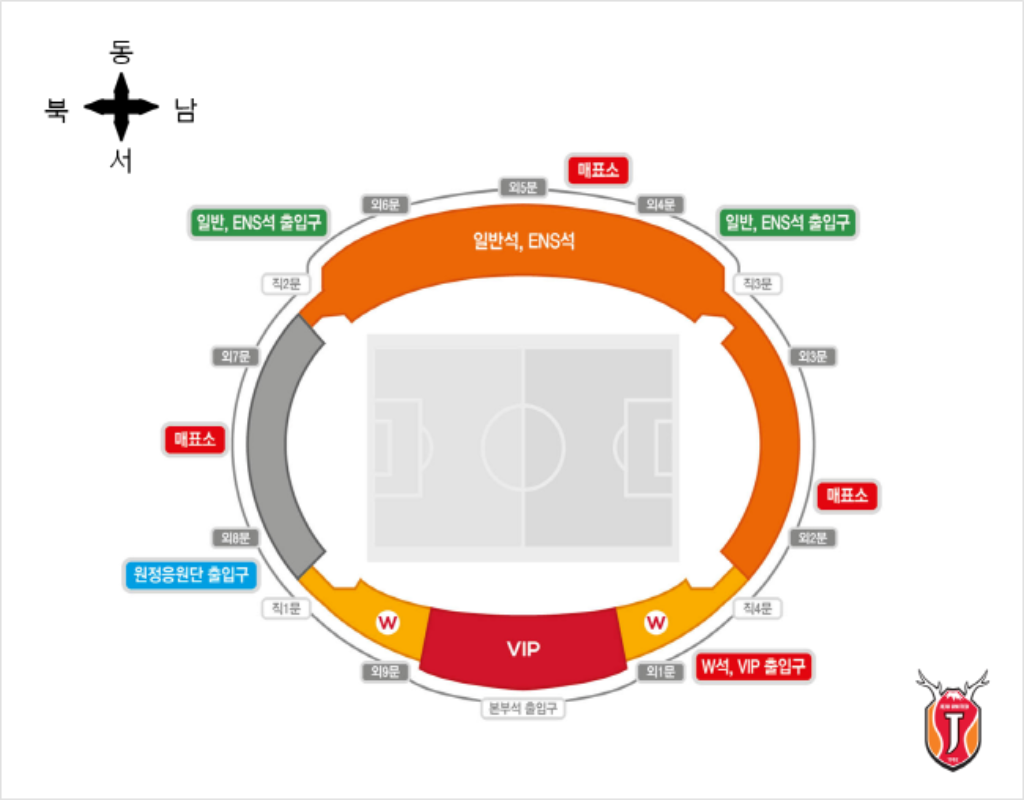 동
북 남
서
매표소
외5문
외6문
외4문
일반, ENS석 출입구
일반, ENS석 출입구
일반석, ENS석
직2문
직3문
외7문
외3문
매표소
매표소
외8문
외2문
원정응원단 출입구
직1문
직4문
W
W
VIP
외9문
외1문
W석, VIP 출입구
본부석 출입구
JEJU UNITED
J
1982